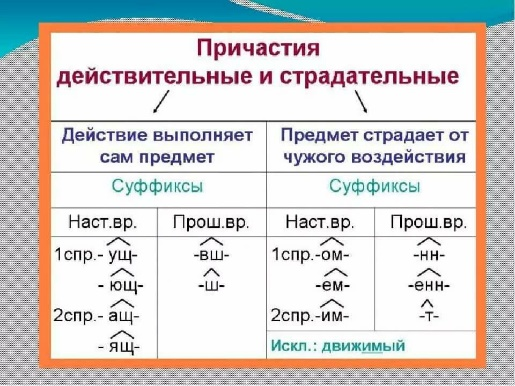 Причастия
действительные и страдательные
Действие выполняет сам предмет
Предмет страдает от чужого воздействия
Суффиксы
Суффиксы
Наст.вр.
Прош.вр.
Наст.вр.
Прош.вр.
1спр.- ущ-
- ющ-
2спр.- ащ-
- ящ-
-вш-
-ш-
1спр.-ом-
-ем-
2спр.-им-
-нн-
-енн-
-т-
Искл.: движимый